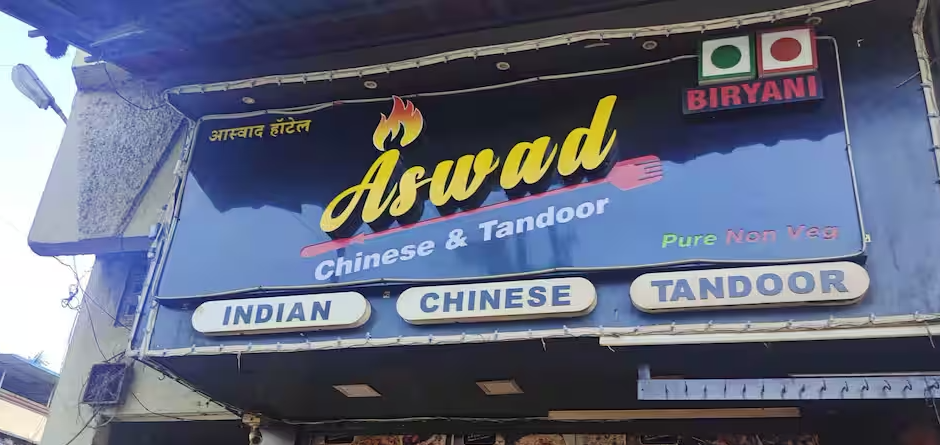 आस्वाद हॉटेल
BIRYANI
Aswad
Chinese & Tandoor
Pure Non Veg
INDIAN CHINESE TANDOOR